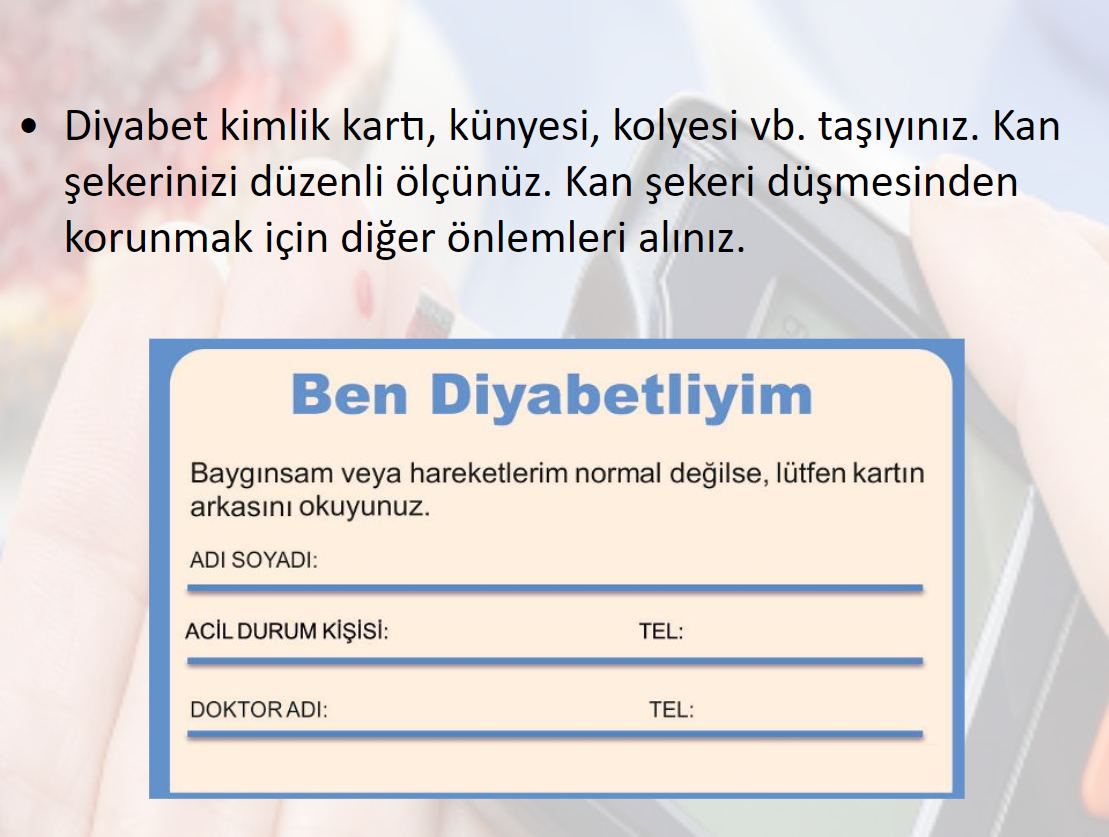 • Diyabet kimlik kartı, künyesi, kolyesi vb. taşıyınız. Kan
şekerinizi düzenli ölçünüz. Kan şekeri düşmesinden
korunmak için diğer önlemleri alınız.
Ben Diyabetliyim
Baygınsam veya hareketlerim normal değilse, lütfen kartın
arkasını okuyunuz.
ADI SOYADI:
ACİL DURUM KİŞİSİ: TEL:
DOKTOR ADI: TEL: